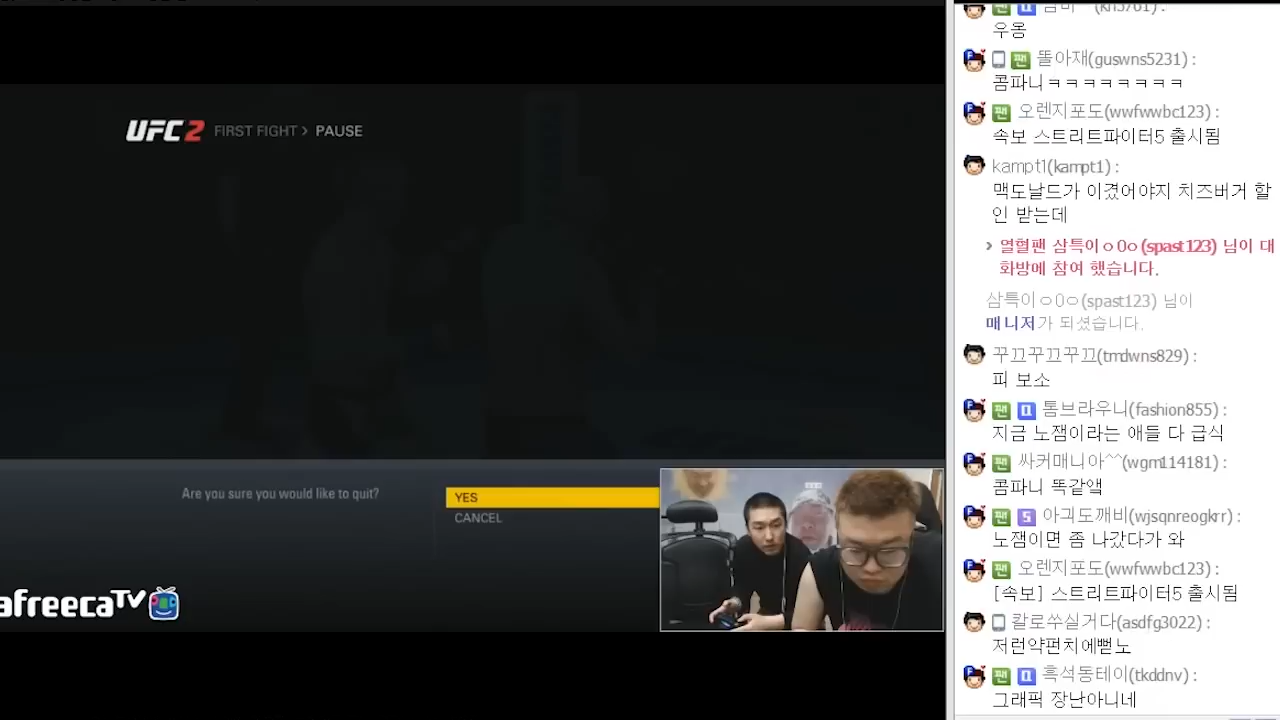 UFC 2 FIRST FIGHT > PAUSE
Are you sure you would like to quit?
YES
CANCEL
afreecaTV
우옹
똘아재(guswns5231) :
콤파니ㅋㅋㅋㅋㅋㅋㅋㅋ
오렌지포도(wwfwwbc123) :
속보 스트리트파이터5 출시됨
kampt1(kampt1) :
맥도날드가 이겼어야지 치즈버거 할
인 받는데
열혈팬 삼특이ㅇ0ㅇ(spast123) 님이 대
화방에 참여 했습니다.
삼특이ㅇ0ㅇ(spast123) 님이
매니저가 되셨습니다.
꾸끄꾸끄꾸끄(tmdwns829) :
피 보소
톰브라우니(fashion855) :
지금 노잼이라는 애들 다 급식
싸커매니아^^(wgm114181) :
콤파니 똑같앸
아긔도깨비(wjsqnreogkrr) :
노잼이면 좀 나갔다가 와
오렌지포도(wwfwwbc123) :
[속보] 스트리트파이터5 출시됨
칼로쑤실거다(asdfg3022) :
저런약펀치에뻗노
흑석동테이(tkddnv) :
그래픽 장난아니네